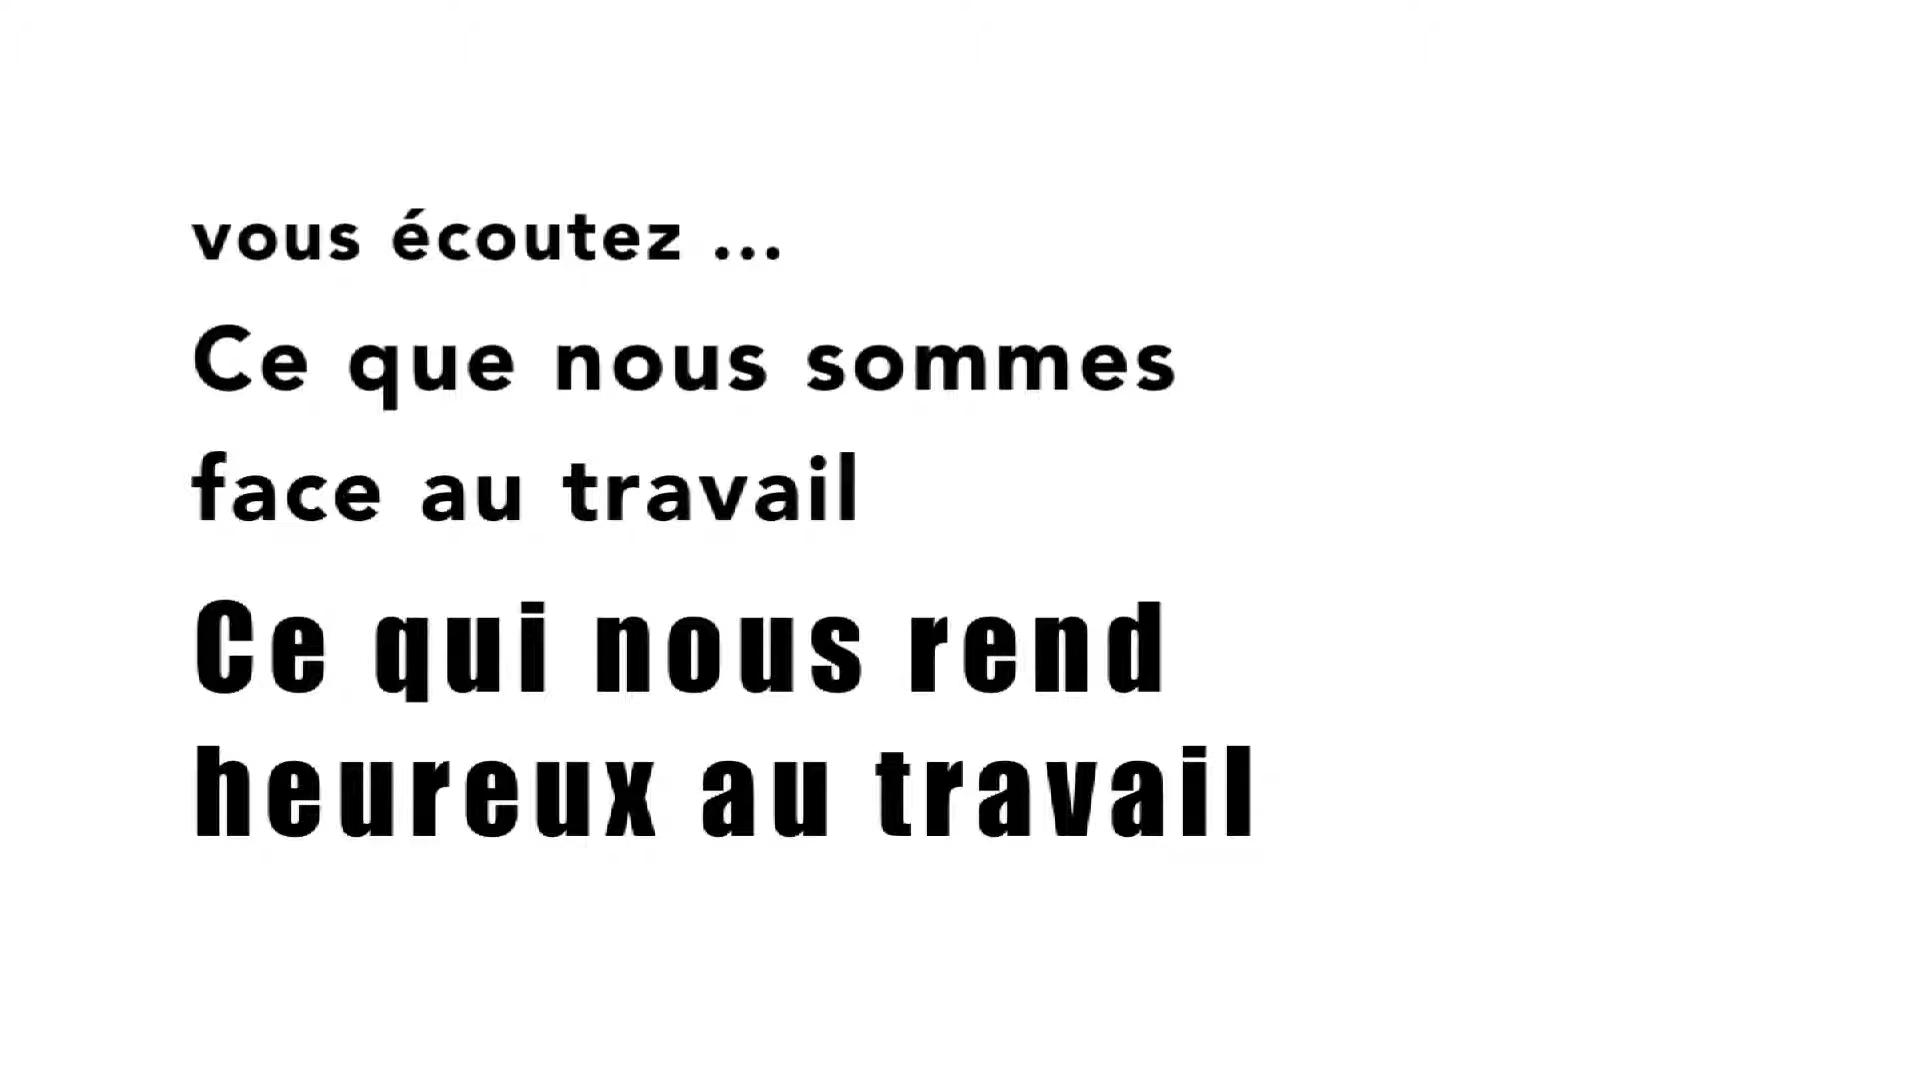 vous écoutez ...
Ce que nous sommes
face au travail
Ce qui nous rend
heureux au travail